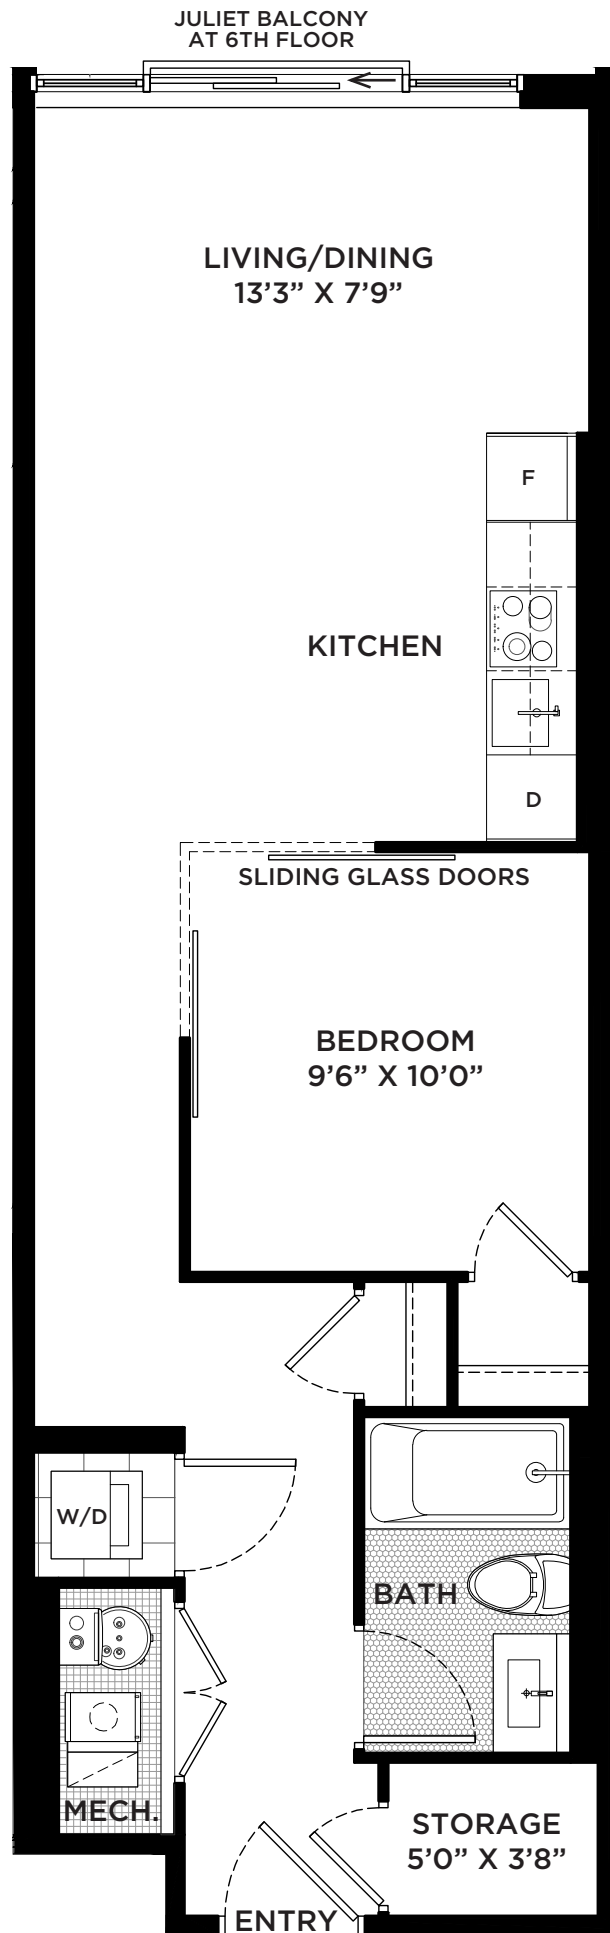 JULIET BALCONY
AT 6TH FLOOR
LIVING/DINING
13’3” X 7’9”
F
KITCHEN
D
SLIDING GLASS DOORS
BEDROOM
9’6” X 10’0”
W/D
BATH
MECH.
STORAGE
5’0” X 3’8”
ENTRY